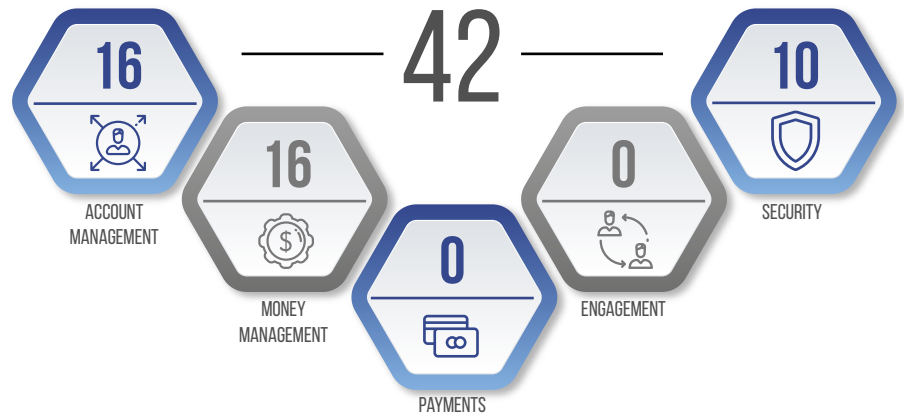 42
16
ACCOUNT
MANAGEMENT
16
$
MONEY
MANAGEMENT
0
PAYMENTS
0
ENGAGEMENT
10
SECURITY